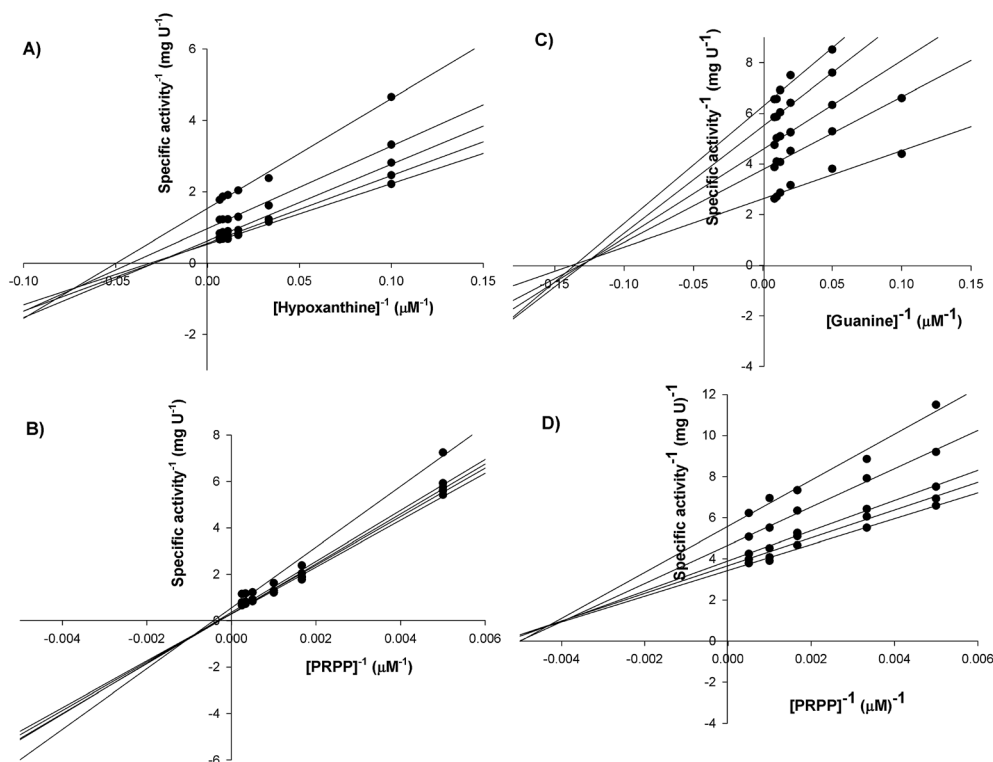 A)
Specific activity⁻¹ (mg U⁻¹)
6
4
2
0
-2
-0.10 0.05 0.00 0.05 0.10 0.15
[Hypoxanthine]⁻¹ (μM⁻¹)
C)
Specific activity⁻¹ (mg U⁻¹)
8
6
4
2
0
-2
-4
-0.15 -0.10 -0.05 0.00 0.05 0.10 0.15
[Guanine]⁻¹ (μM⁻¹)
B)
Specific activity⁻¹ (mg U⁻¹)
8
6
4
2
0
-2
-4
-6
-0.004 -0.002 0.000 0.002 0.004 0.006
[PRPP]⁻¹ (μM⁻¹)
D)
Specific activity⁻¹ (mg U)⁻¹
12
10
8
6
4
2
0
-2
-4
-0.004 -0.002 0.000 0.002 0.004 0.006
[PRPP]⁻¹ (μM)⁻¹